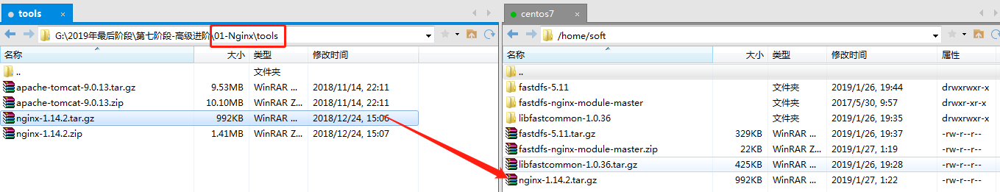 tools ×
G:\2019年最后阶段\第七阶段-高级进阶\01-Nginx\tools
名称 大小 类型 修改时间
.. 文件夹
apache-tomcat-9.0.13.tar.gz 9.53MB WinRAR ... 2018/11/14, 22:11
apache-tomcat-9.0.13.zip 10.10MB WinRAR Z... 2018/11/14, 22:11
nginx-1.14.2.tar.gz 992KB WinRAR ... 2018/12/24, 15:06
nginx-1.14.2.zip 1.41MB WinRAR Z... 2018/12/24, 15:07
centos7 ×
/home/soft
名称 大小 类型 修改时间 属性
..
fastdfs-5.11 文件夹 2019/1/26, 19:44 drwxrwxr-x
fastdfs-nginx-module-master 文件夹 2017/5/30, 9:57 drwxr-xr-x
libfastcommon-1.0.36 文件夹 2019/1/26, 19:35 drwxrwxr-x
fastdfs-5.11.tar.gz 329KB WinRAR ... 2019/1/26, 19:37 -rw-r--r--
fastdfs-nginx-module-master.zip 22KB WinRAR Z... 2019/1/27, 1:19 -rw-r--r--
libfastcommon-1.0.36.tar.gz 425KB WinRAR ... 2019/1/26, 19:28 -rw-r--r--
nginx-1.14.2.tar.gz 992KB WinRAR ... 2019/1/27, 1:22 -rw-r--r--